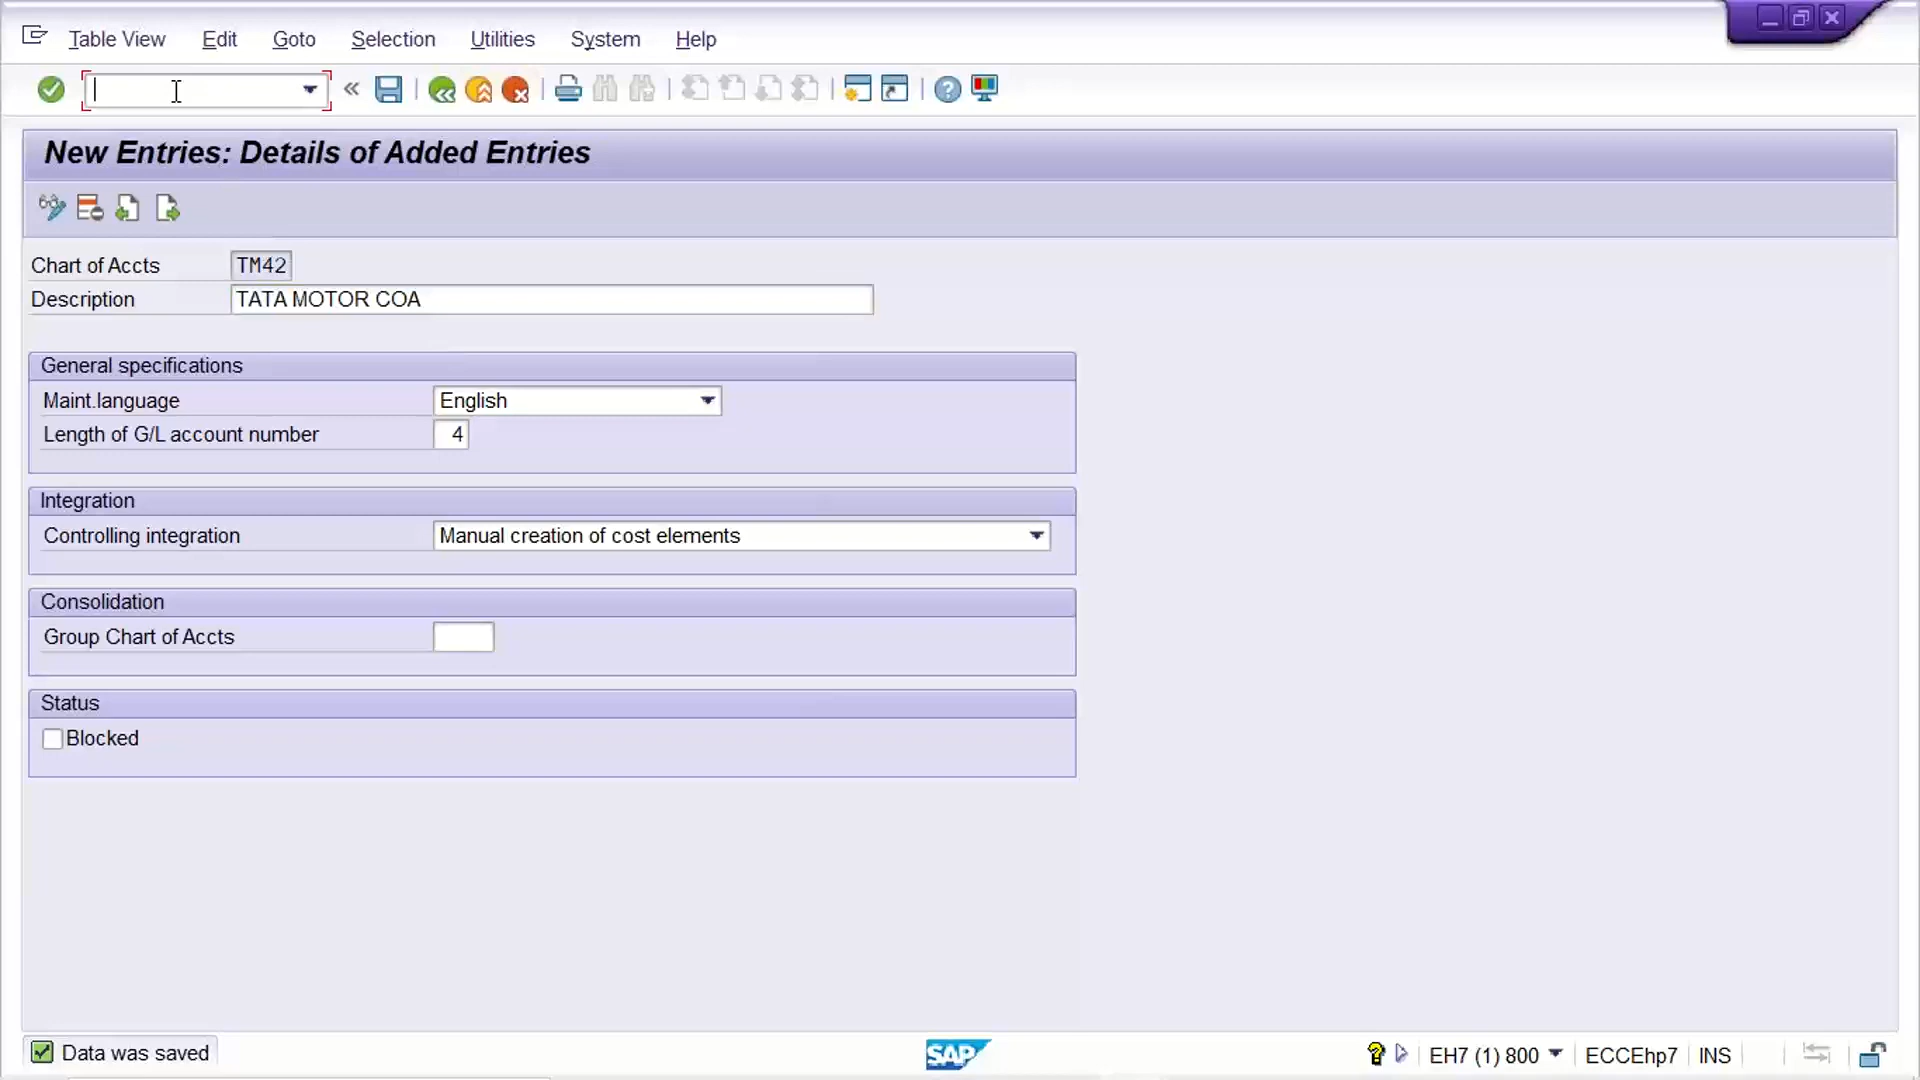 Table View Edit Goto Selection Utilities System Help
New Entries: Details of Added Entries
Chart of Accts TM42
Description TATA MOTOR COA
General specifications
Maint.language English
Length of G/L account number 4
Integration
Controlling integration Manual creation of cost elements
Consolidation
Group Chart of Accts
Status
Blocked
Data was saved SAP EH7 (1) 800 ECCEhp7 INS